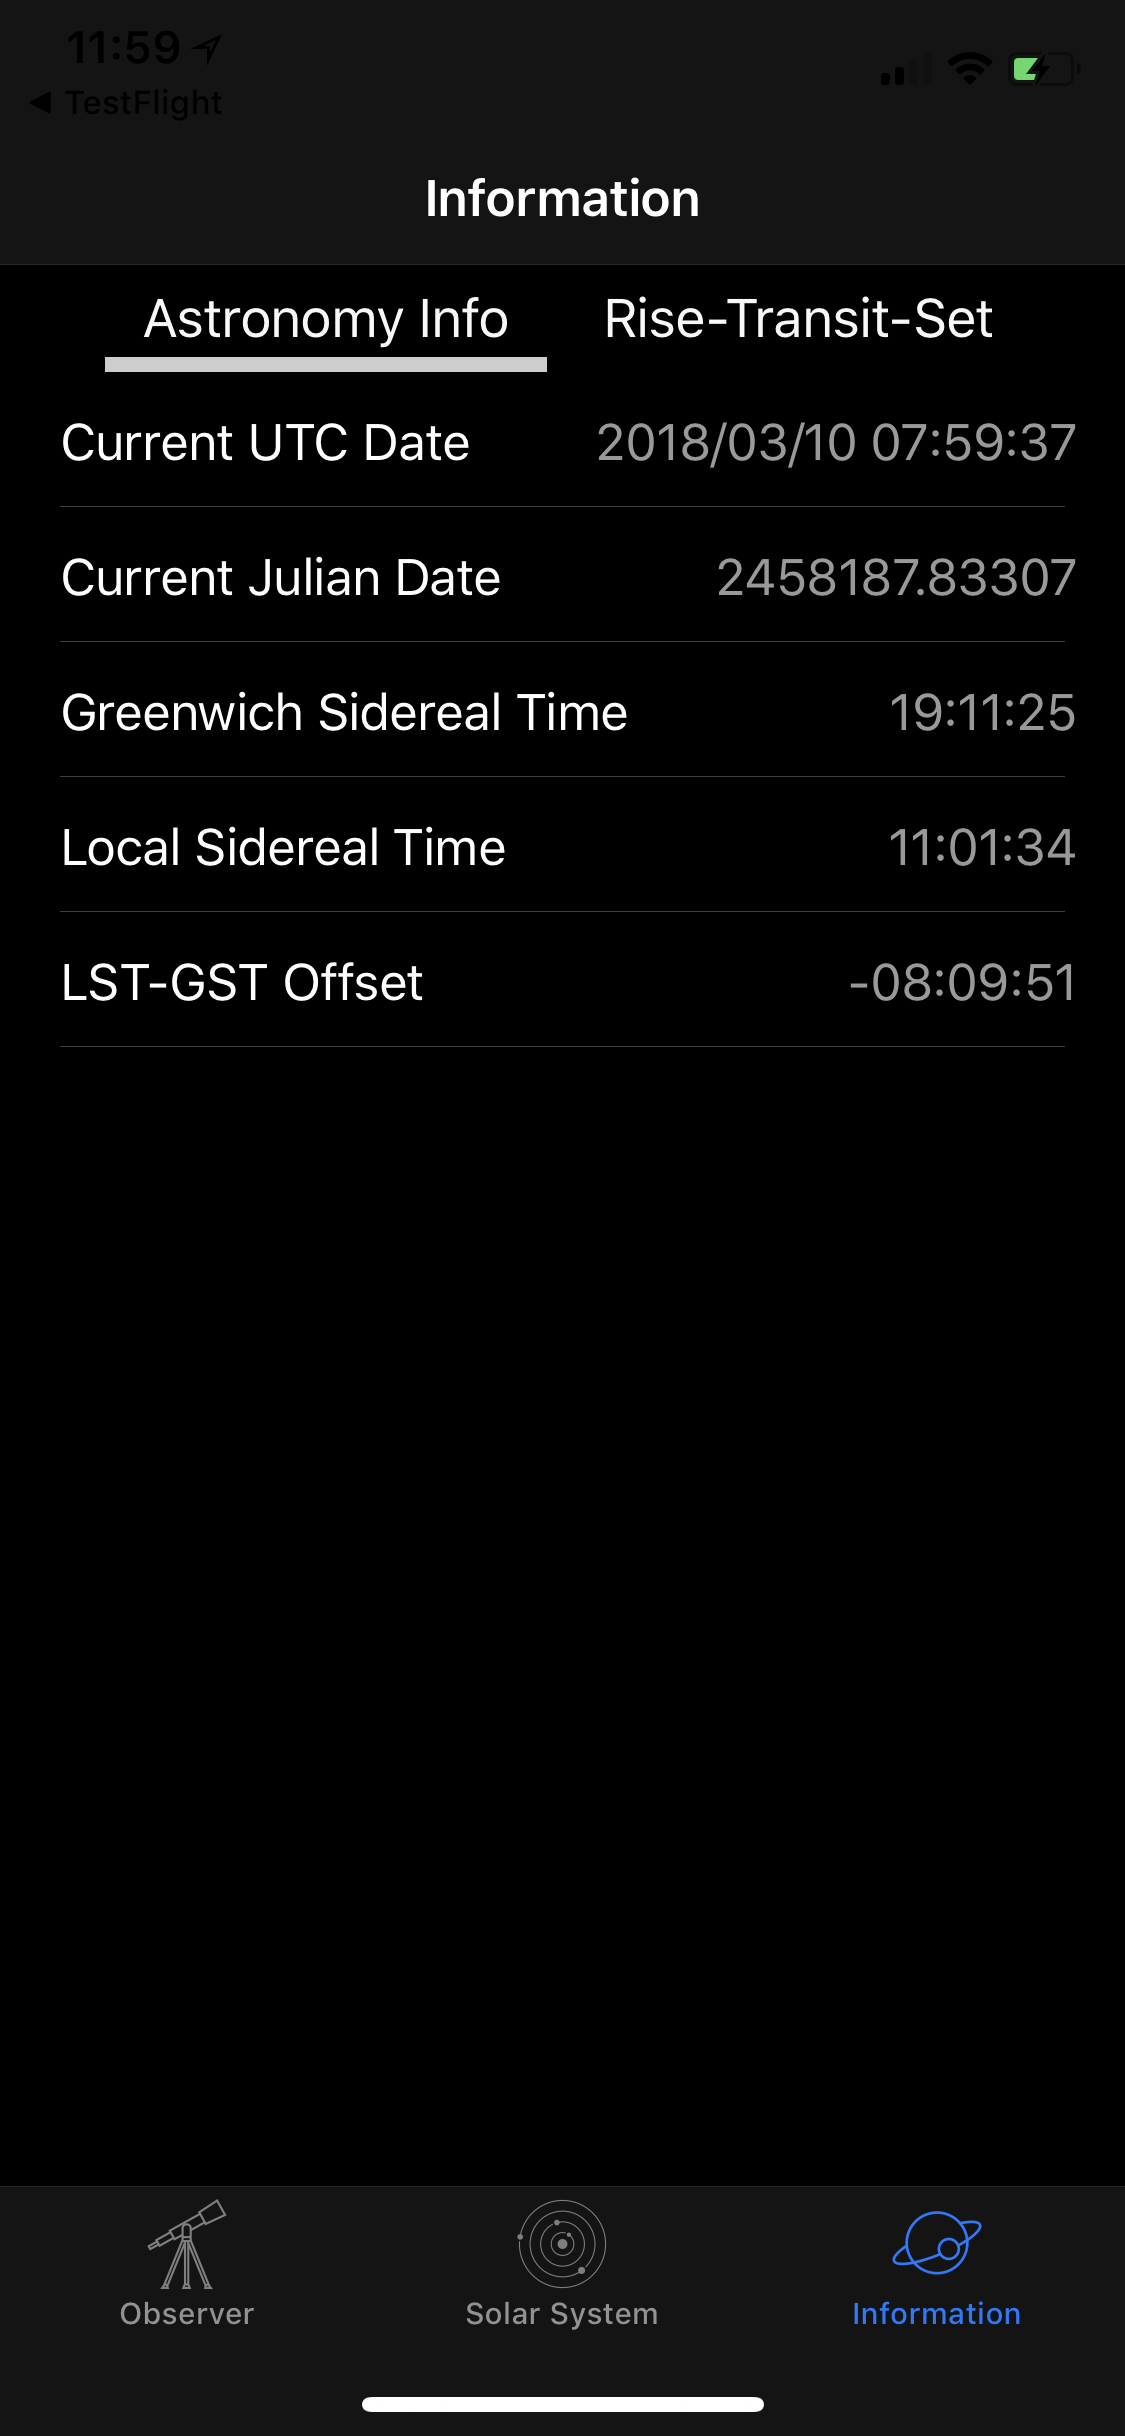 11:59
◀ TestFlight
Information
Astronomy Info Rise-Transit-Set
Current UTC Date 2018/03/10 07:59:37
Current Julian Date 2458187.83307
Greenwich Sidereal Time 19:11:25
Local Sidereal Time 11:01:34
LST-GST Offset -08:09:51
Observer Solar System Information